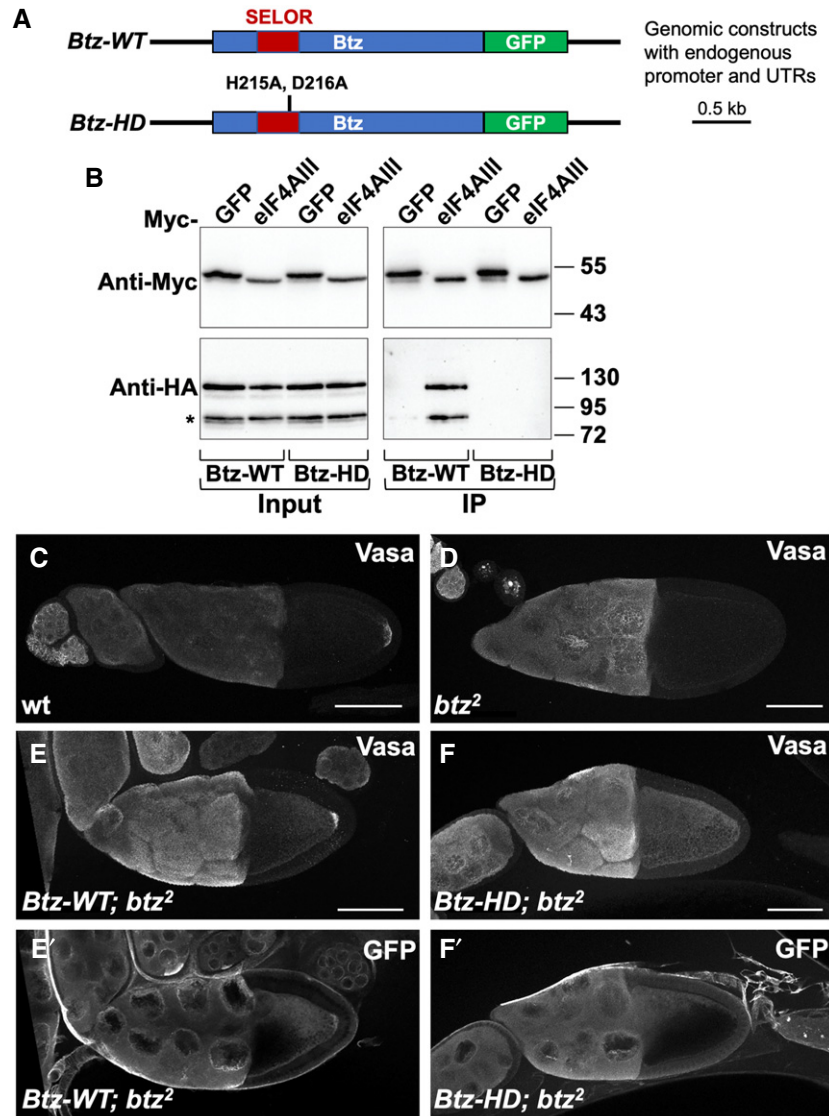 A
SELOR
Btz-WT
Btz
GFP
Genomic constructs
with endogenous
promoter and UTRs
0.5 kb
H215A, D216A
Btz-HD
Btz
GFP
B
Myc-
GFP
eIF4AIII
GFP
eIF4AIII
GFP
eIF4AIII
GFP
eIF4AIII
Anti-Myc
55
43
Anti-HA
*
130
95
72
Btz-WT Btz-HD
Btz-WT Btz-HD
Input
IP
C
Vasa
wt
D
Vasa
btz²
E
Vasa
Btz-WT; btz²
F
Vasa
Btz-HD; btz²
E′
GFP
Btz-WT; btz²
F′
GFP
Btz-HD; btz²